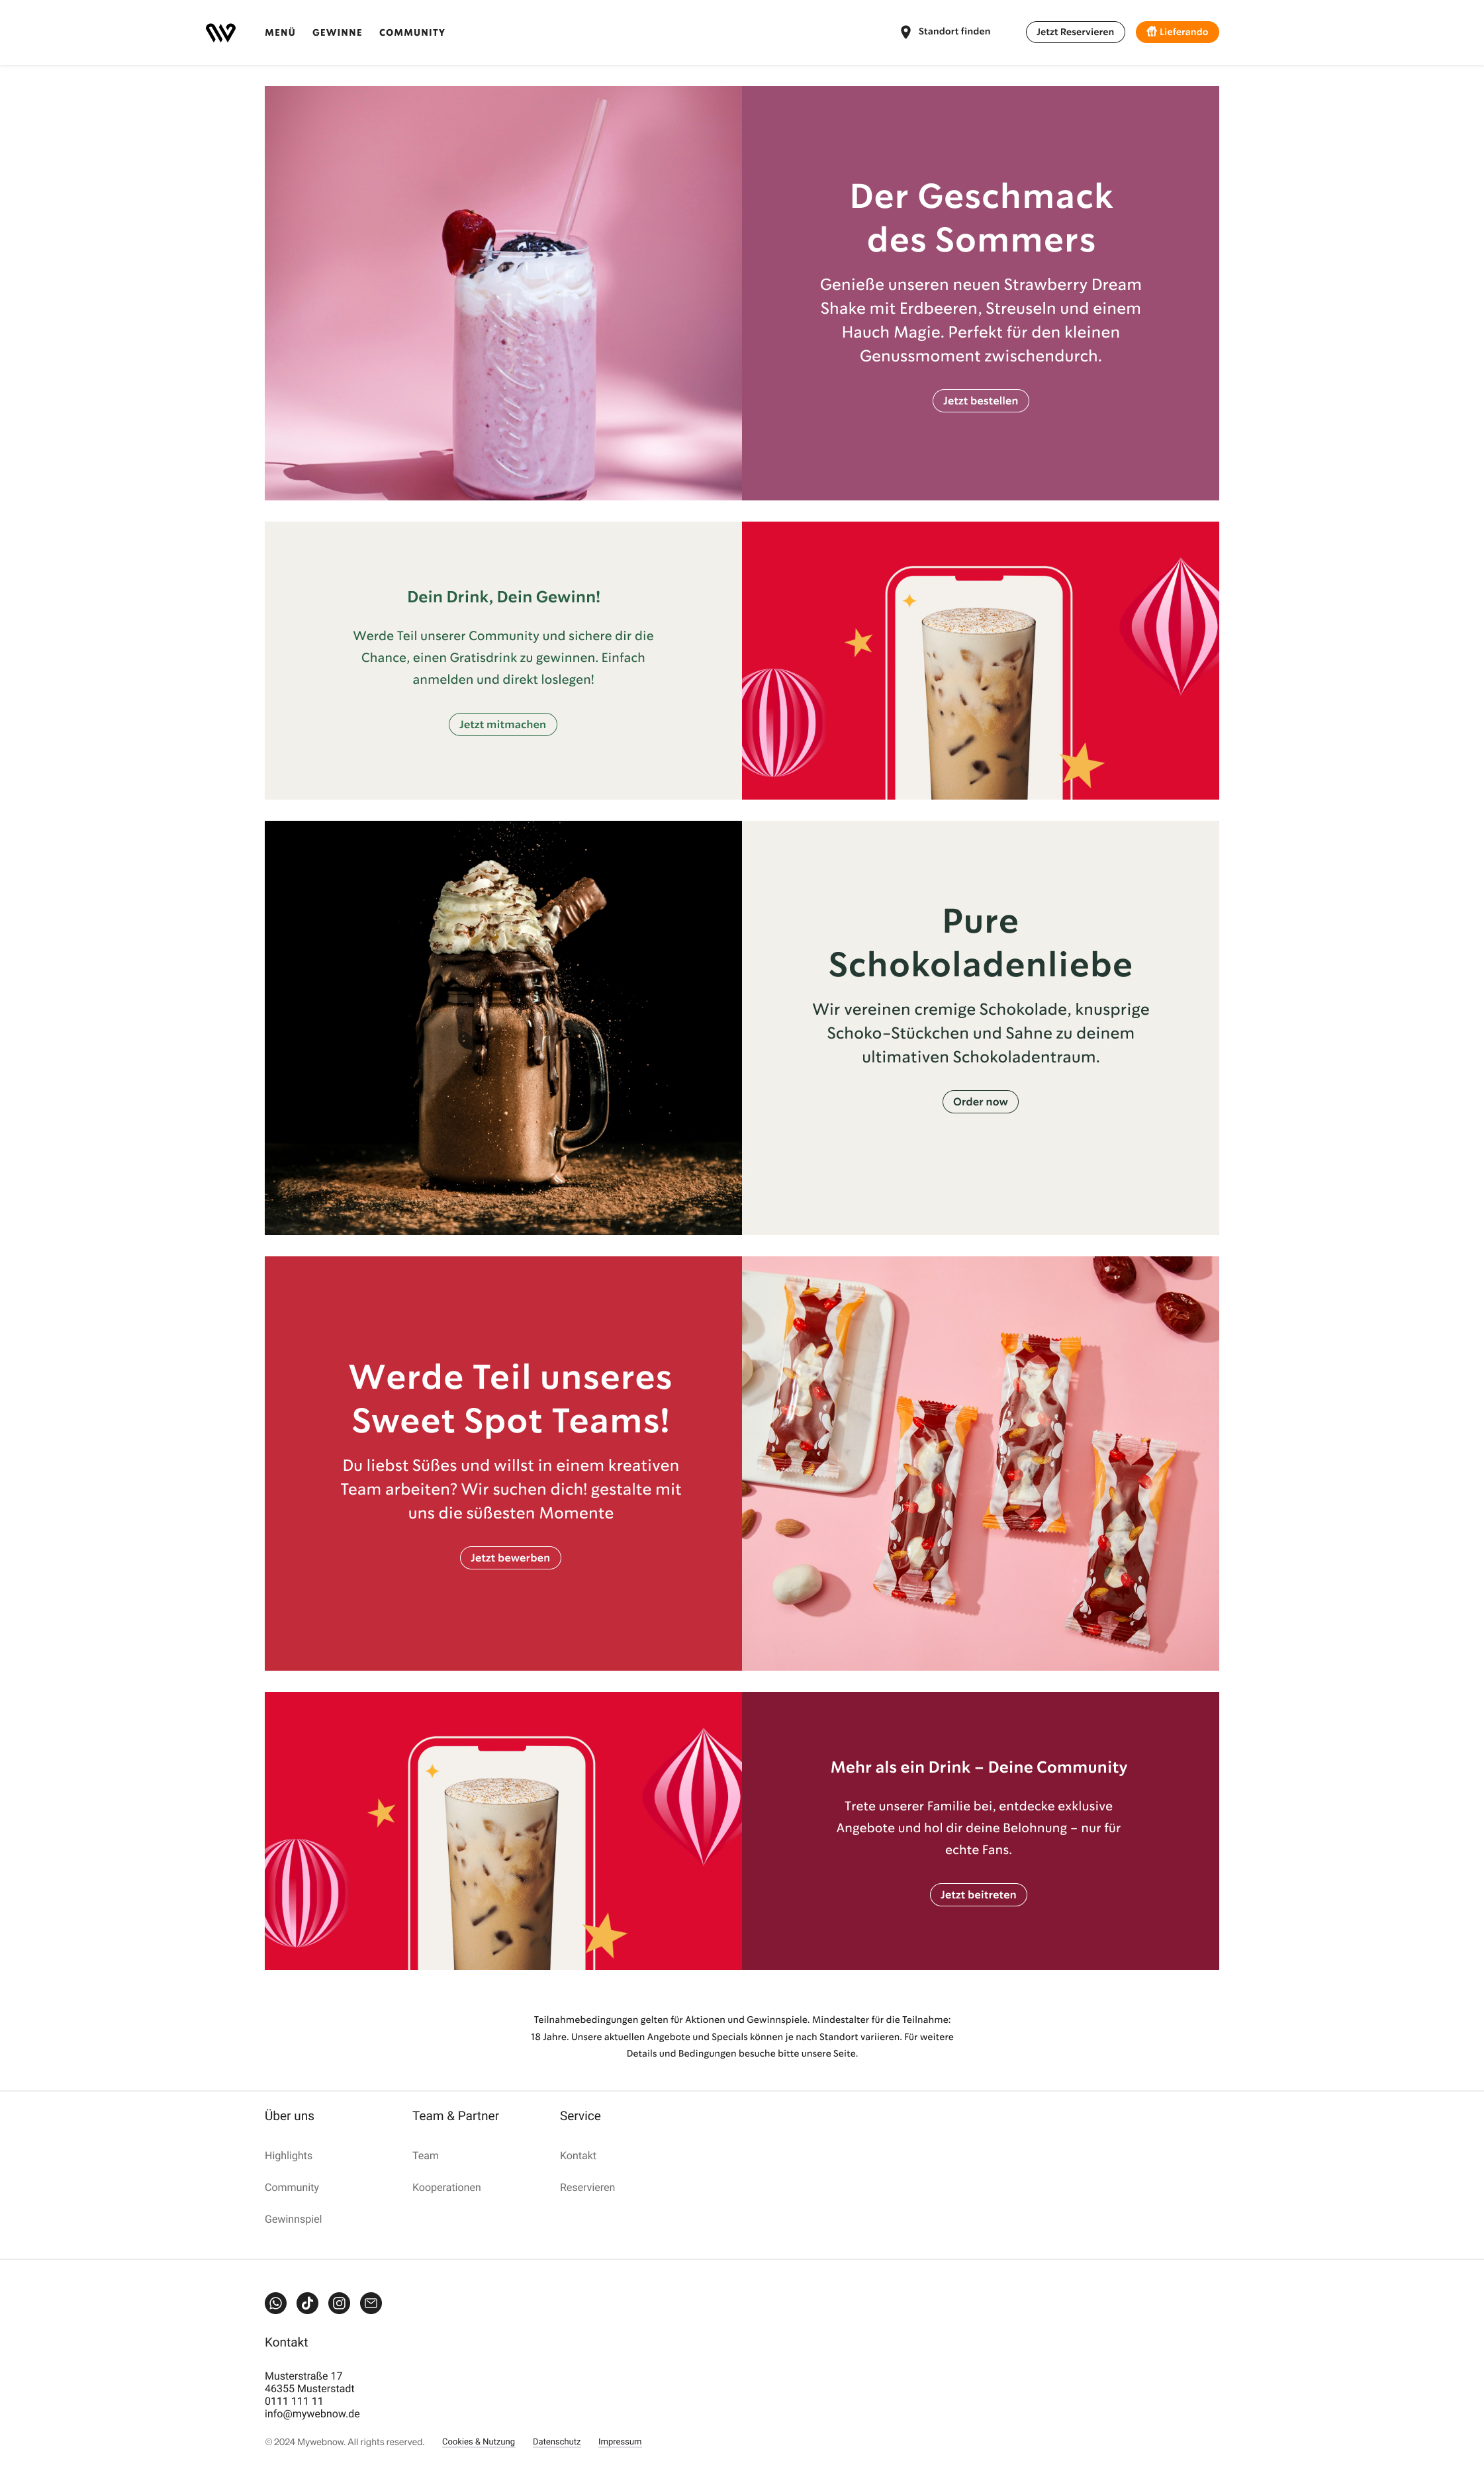 MENÜ GEWINNE COMMUNITY Standort finden Jetzt Reservieren Lieferando
Der Geschmack
des Sommers
Genieße unseren neuen Strawberry Dream
Shake mit Erdbeeren, Streuseln und einem
Hauch Magie. Perfekt für den kleinen
Genussmoment zwischendurch.
Jetzt bestellen
Dein Drink, Dein Gewinn!
Werde Teil unserer Community und sichere dir die
Chance, einen Gratisdrink zu gewinnen. Einfach
anmelden und direkt loslegen!
Jetzt mitmachen
Pure
Schokoladenliebe
Wir vereinen cremige Schokolade, knusprige
Schoko-Stückchen und Sahne zu deinem
ultimativen Schokoladentraum.
Order now
Werde Teil unseres
Sweet Spot Teams!
Du liebst Süßes und willst in einem kreativen
Team arbeiten? Wir suchen dich! gestalte mit
uns die süßesten Momente
Jetzt bewerben
Mehr als ein Drink – Deine Community
Trete unserer Familie bei, entdecke exklusive
Angebote und hol dir deine Belohnung – nur für
echte Fans.
Jetzt beitreten
Teilnahmebedingungen gelten für Aktionen und Gewinnspiele. Mindestalter für die Teilnahme:
18 Jahre. Unsere aktuellen Angebote und Specials können je nach Standort variieren. Für weitere
Details und Bedingungen besuche bitte unsere Seite.
Über uns
Highlights
Community
Gewinnspiel
Team & Partner
Team
Kooperationen
Service
Kontakt
Reservieren
Kontakt
Musterstraße 17
46355 Musterstadt
0111 111 11
info@mywebnow.de
© 2024 Mywebnow. All rights reserved. Cookies & Nutzung Datenschutz Impressum